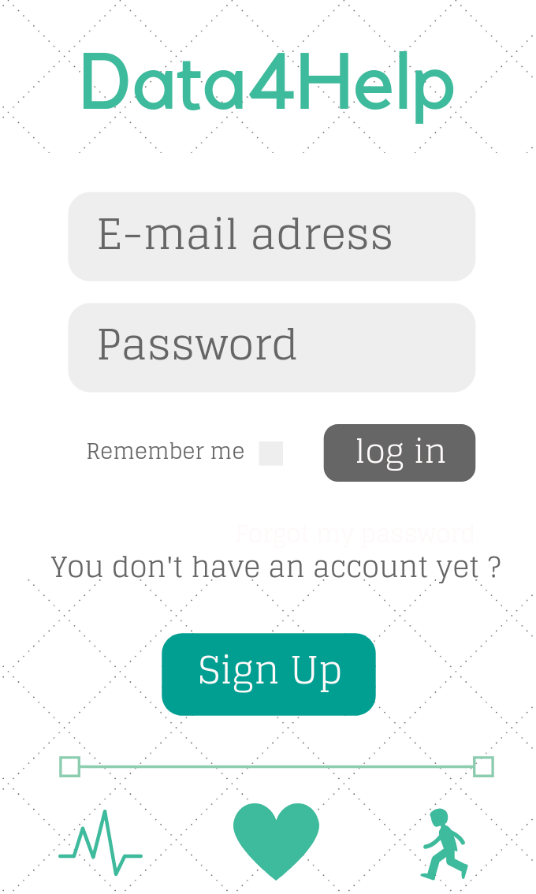 Data4Help
E-mail adress
Password
Remember me
log in
Forgot my password
You don't have an account yet ?
Sign Up